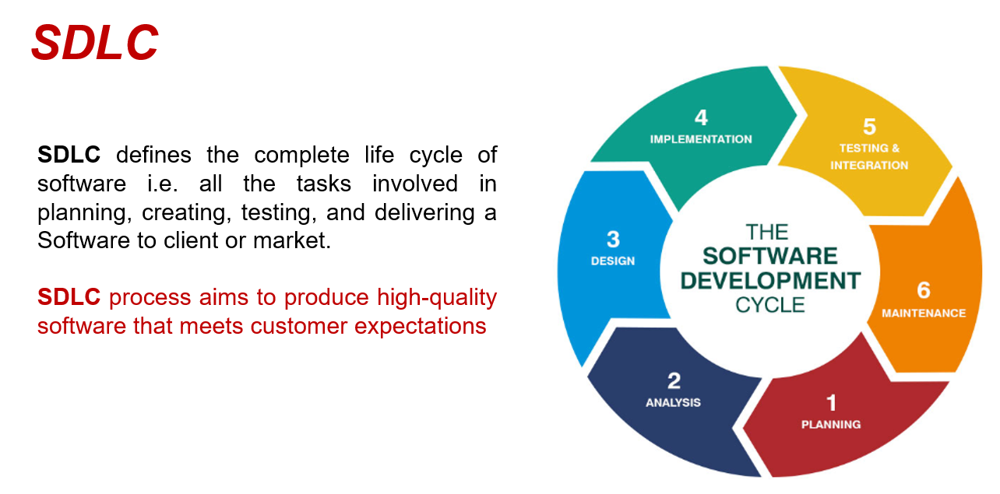 SDLC
SDLC defines the complete life cycle of
software i.e. all the tasks involved in
planning, creating, testing, and delivering a
Software to client or market.
SDLC process aims to produce high-quality
software that meets customer expectations
THE
SOFTWARE
DEVELOPMENT
CYCLE
1
PLANNING
2
ANALYSIS
3
DESIGN
4
IMPLEMENTATION
5
TESTING &
INTEGRATION
6
MAINTENANCE